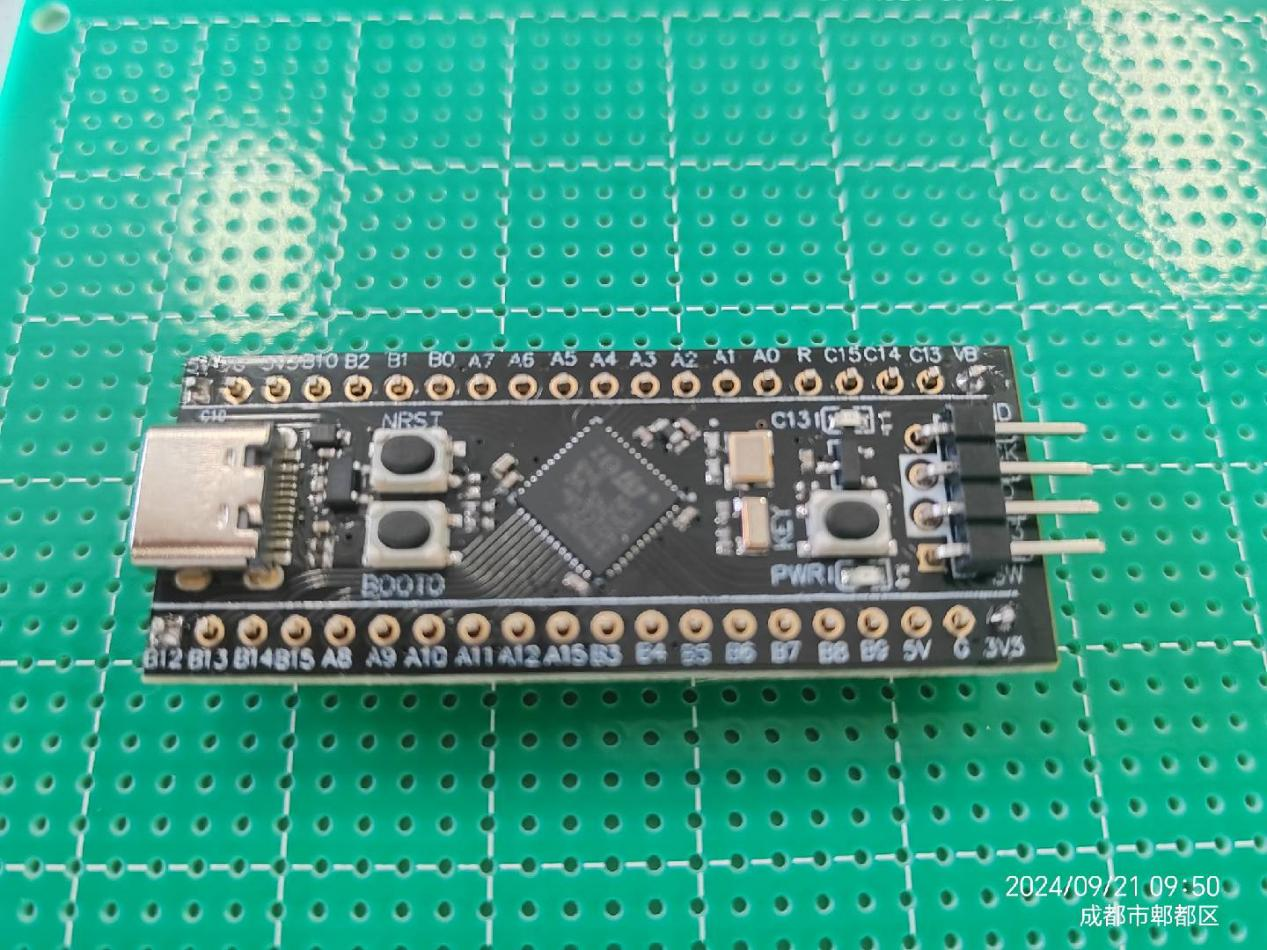 B10 B2 B1 B0 A7 A6 A5 A4 A3 A2 A1 A0 R C15 C14 C13 VB
C10
NRST
C13
KEY
BOOT0
PWR
B12 B13 B14 B15 A8 A9 A10 A11 A12 A15 B3 B4 B5 B6 B7 B8 B9 5V G 3V3
2024/09/21 09:50
成都市郫都区